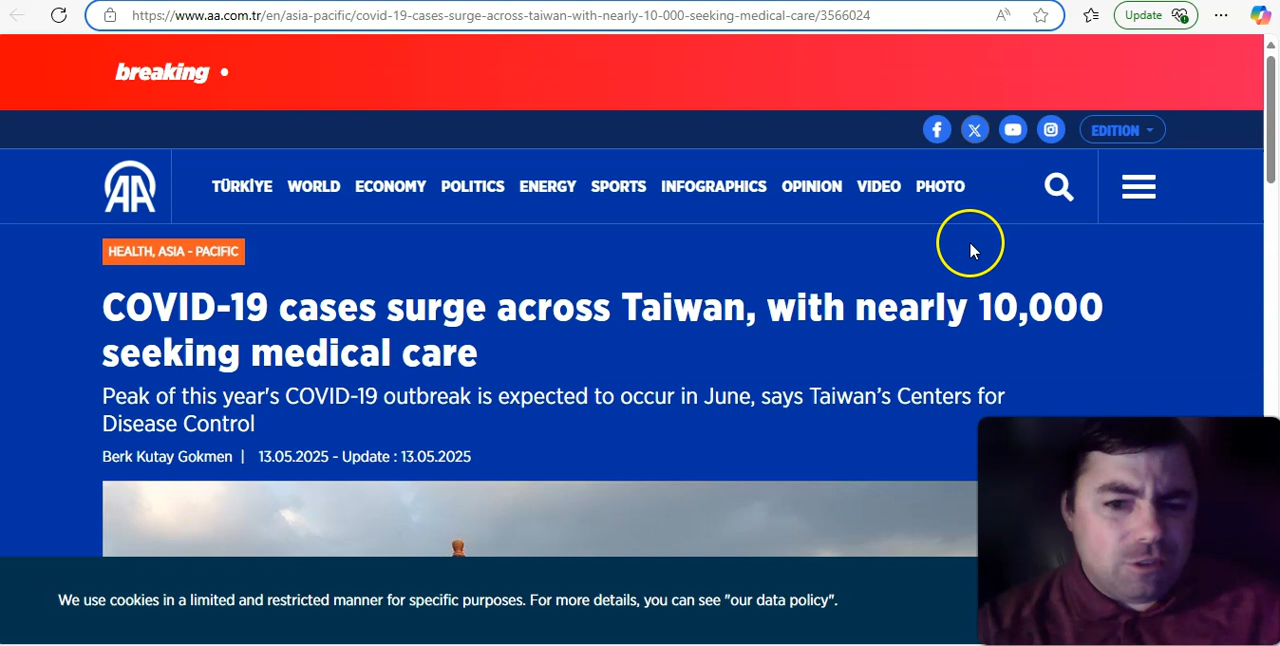 https://www.aa.com.tr/en/asia-pacific/covid-19-cases-surge-across-taiwan-with-nearly-10-000-seeking-medical-care/3566024
Update
breaking •
EDITION
AA
TÜRKİYE WORLD ECONOMY POLITICS ENERGY SPORTS INFOGRAPHICS OPINION VIDEO PHOTO
HEALTH, ASIA - PACIFIC
COVID-19 cases surge across Taiwan, with nearly 10,000
seeking medical care
Peak of this year's COVID-19 outbreak is expected to occur in June, says Taiwan's Centers for
Disease Control
Berk Kutay Gokmen | 13.05.2025 - Update : 13.05.2025
We use cookies in a limited and restricted manner for specific purposes. For more details, you can see "our data policy".